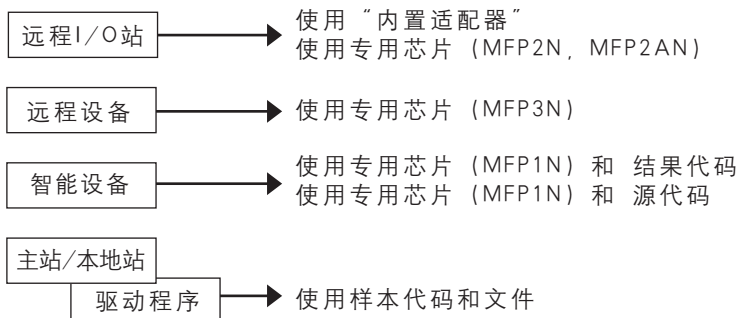 远程I/O站
使用“内置适配器”
使用专用芯片 (MFP2N, MFP2AN)
远程设备
使用专用芯片 (MFP3N)
智能设备
使用专用芯片 (MFP1N) 和 结果代码
使用专用芯片 (MFP1N) 和 源代码
主站/本地站
驱动程序
使用样本代码和文件